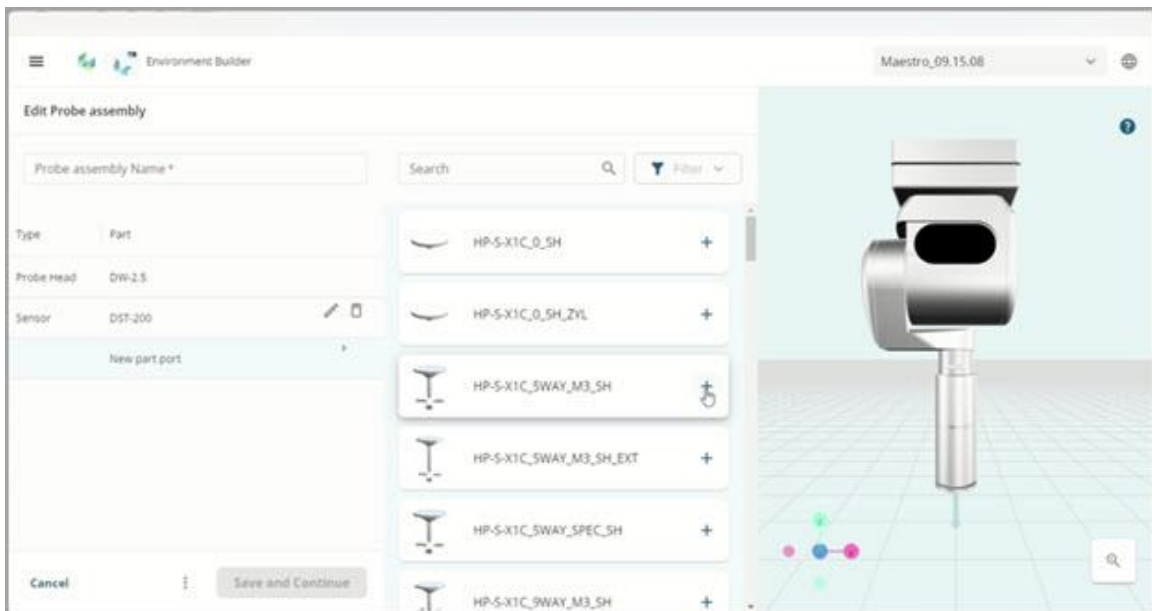 Environment Builder
Maestro_09.15.08
Edit Probe assembly
?
Probe assembly Name *
Search
Filter
Type Part
Probe Head DW-2.5
Sensor DST-200
New part port
HP-S-X1C_0_SH
HP-S-X1C_0_SH_ZYL
HP-S-X1C_5WAY_M3_SH
HP-S-X1C_5WAY_M3_SH_EXT
HP-S-X1C_5WAY_SPEC_SH
HP-S-X1C_9WAY_M3_SH
Cancel
Save and Continue